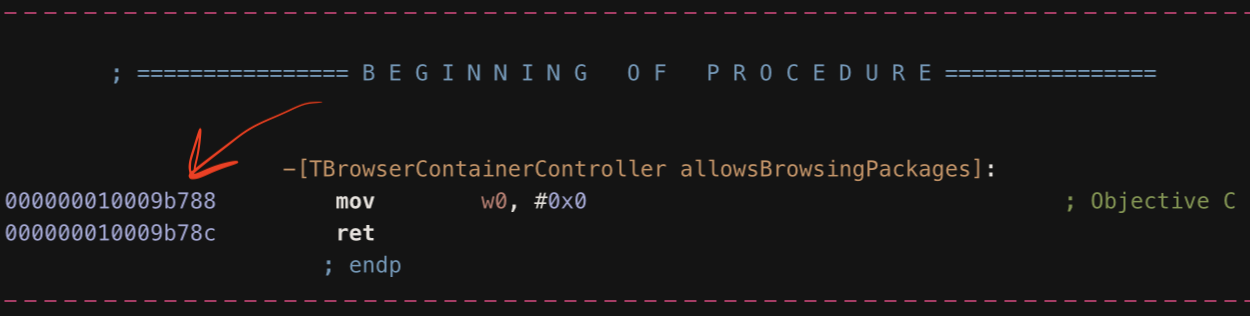 ; ================ B E G I N N I N G   O F   P R O C E D U R E ================
-[TBrowserContainerController allowsBrowsingPackages]:
000000010009b788 mov w0, #0x0 ; Objective C
000000010009b78c ret
; endp